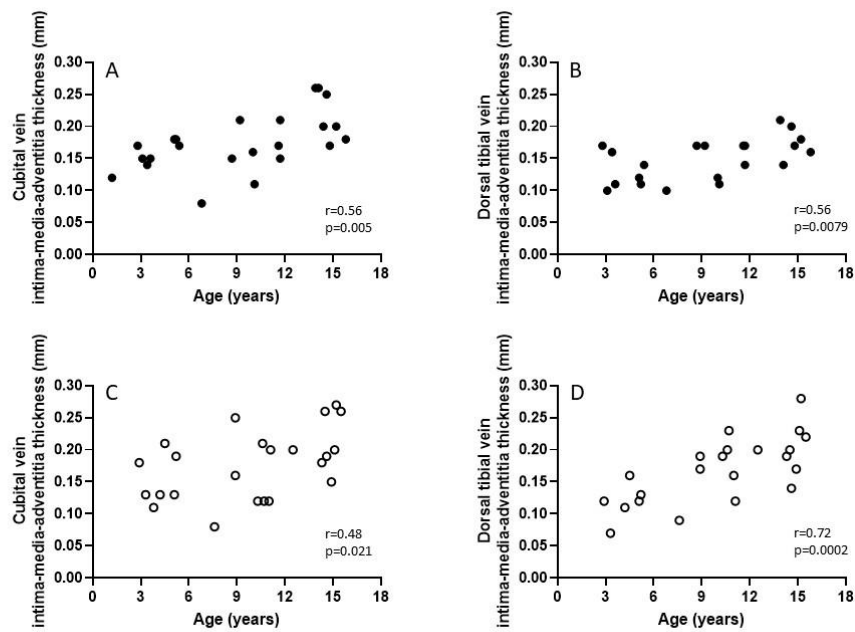 A
Cubital vein
intima-media-adventitia thickness (mm)
0.30
0.25
0.20
0.15
0.10
0.05
0.00
r=0.56
p=0.005
0 3 6 9 12 15 18
Age (years)
B
Dorsal tibial vein
intima-media-adventitia thickness (mm)
0.30
0.25
0.20
0.15
0.10
0.05
0.00
r=0.56
p=0.0079
0 3 6 9 12 15 18
Age (years)
C
Cubital vein
intima-media-adventitia thickness (mm)
0.30
0.25
0.20
0.15
0.10
0.05
0.00
r=0.48
p=0.021
0 3 6 9 12 15 18
Age (years)
D
Dorsal tibial vein
intima-media-adventitia thickness (mm)
0.30
0.25
0.20
0.15
0.10
0.05
0.00
r=0.72
p=0.0002
0 3 6 9 12 15 18
Age (years)